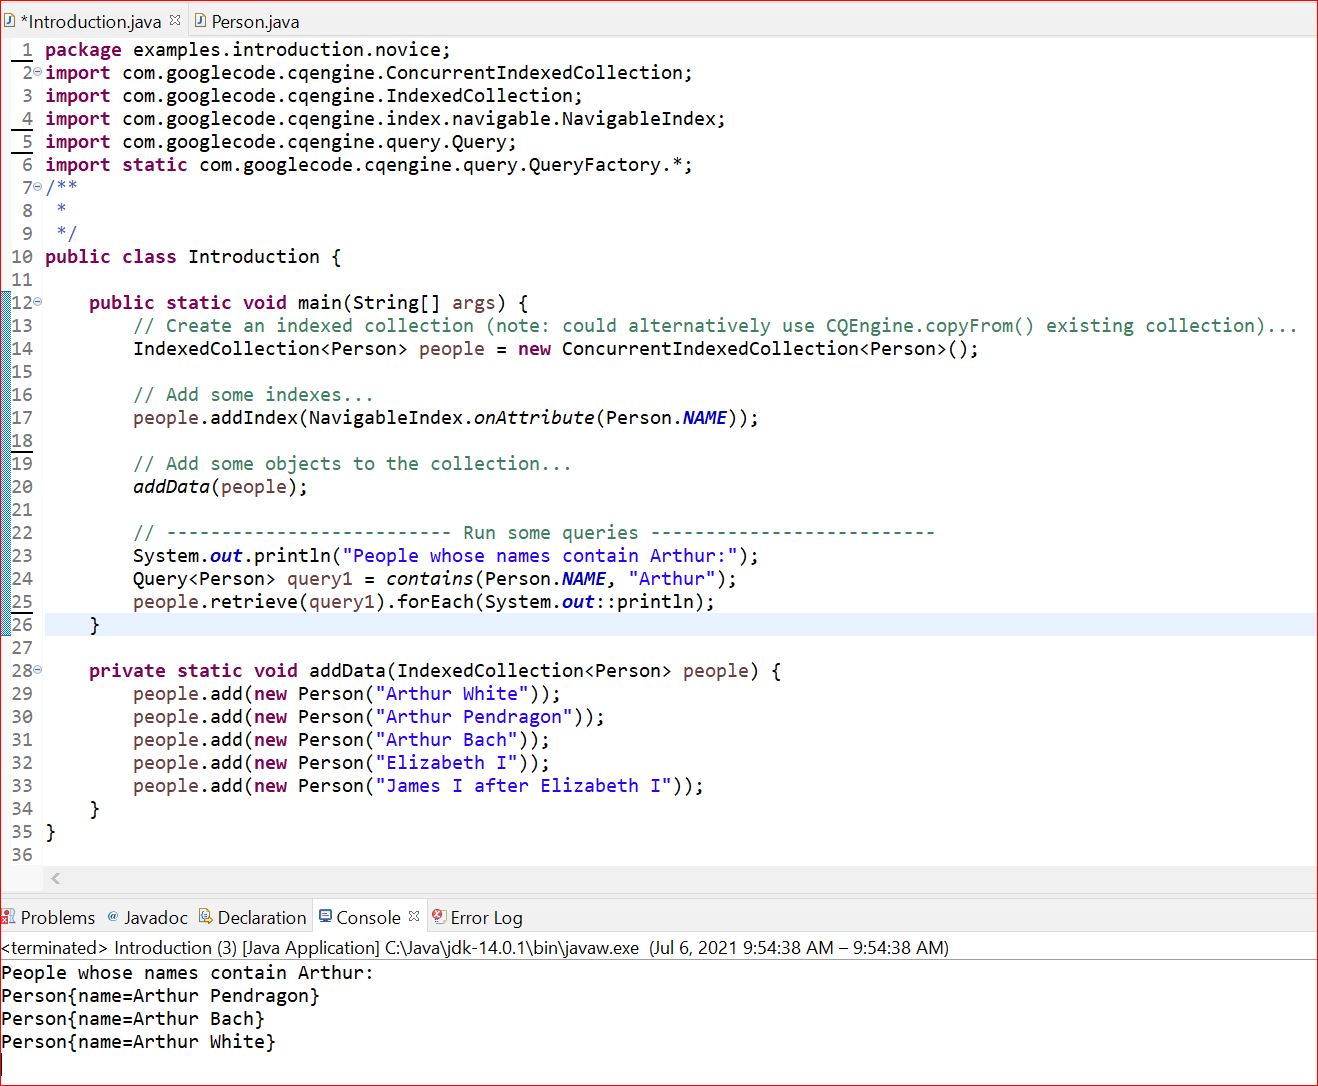 *Introduction.java Person.java
1 package examples.introduction.novice;
2 import com.googlecode.cqengine.ConcurrentIndexedCollection;
3 import com.googlecode.cqengine.IndexedCollection;
4 import com.googlecode.cqengine.index.navigable.NavigableIndex;
5 import com.googlecode.cqengine.query.Query;
6 import static com.googlecode.cqengine.query.QueryFactory.*;
7 /**
8  *
9  */
10 public class Introduction {
11
12     public static void main(String[] args) {
13         // Create an indexed collection (note: could alternatively use CQEngine.copyFrom() existing collection)...
14         IndexedCollection<Person> people = new ConcurrentIndexedCollection<Person>();
15
16         // Add some indexes...
17         people.addIndex(NavigableIndex.onAttribute(Person.NAME));
18
19         // Add some objects to the collection...
20         addData(people);
21
22         // -------------------------- Run some queries --------------------------
23         System.out.println("People whose names contain Arthur:");
24         Query<Person> query1 = contains(Person.NAME, "Arthur");
25         people.retrieve(query1).forEach(System.out::println);
26     }
27
28     private static void addData(IndexedCollection<Person> people) {
29         people.add(new Person("Arthur White"));
30         people.add(new Person("Arthur Pendragon"));
31         people.add(new Person("Arthur Bach"));
32         people.add(new Person("Elizabeth I"));
33         people.add(new Person("James I after Elizabeth I"));
34     }
35 }
36
Problems @ Javadoc Declaration Console Error Log
<terminated> Introduction (3) [Java Application] C:\Java\jdk-14.0.1\bin\javaw.exe (Jul 6, 2021 9:54:38 AM – 9:54:38 AM)
People whose names contain Arthur:
Person{name=Arthur Pendragon}
Person{name=Arthur Bach}
Person{name=Arthur White}